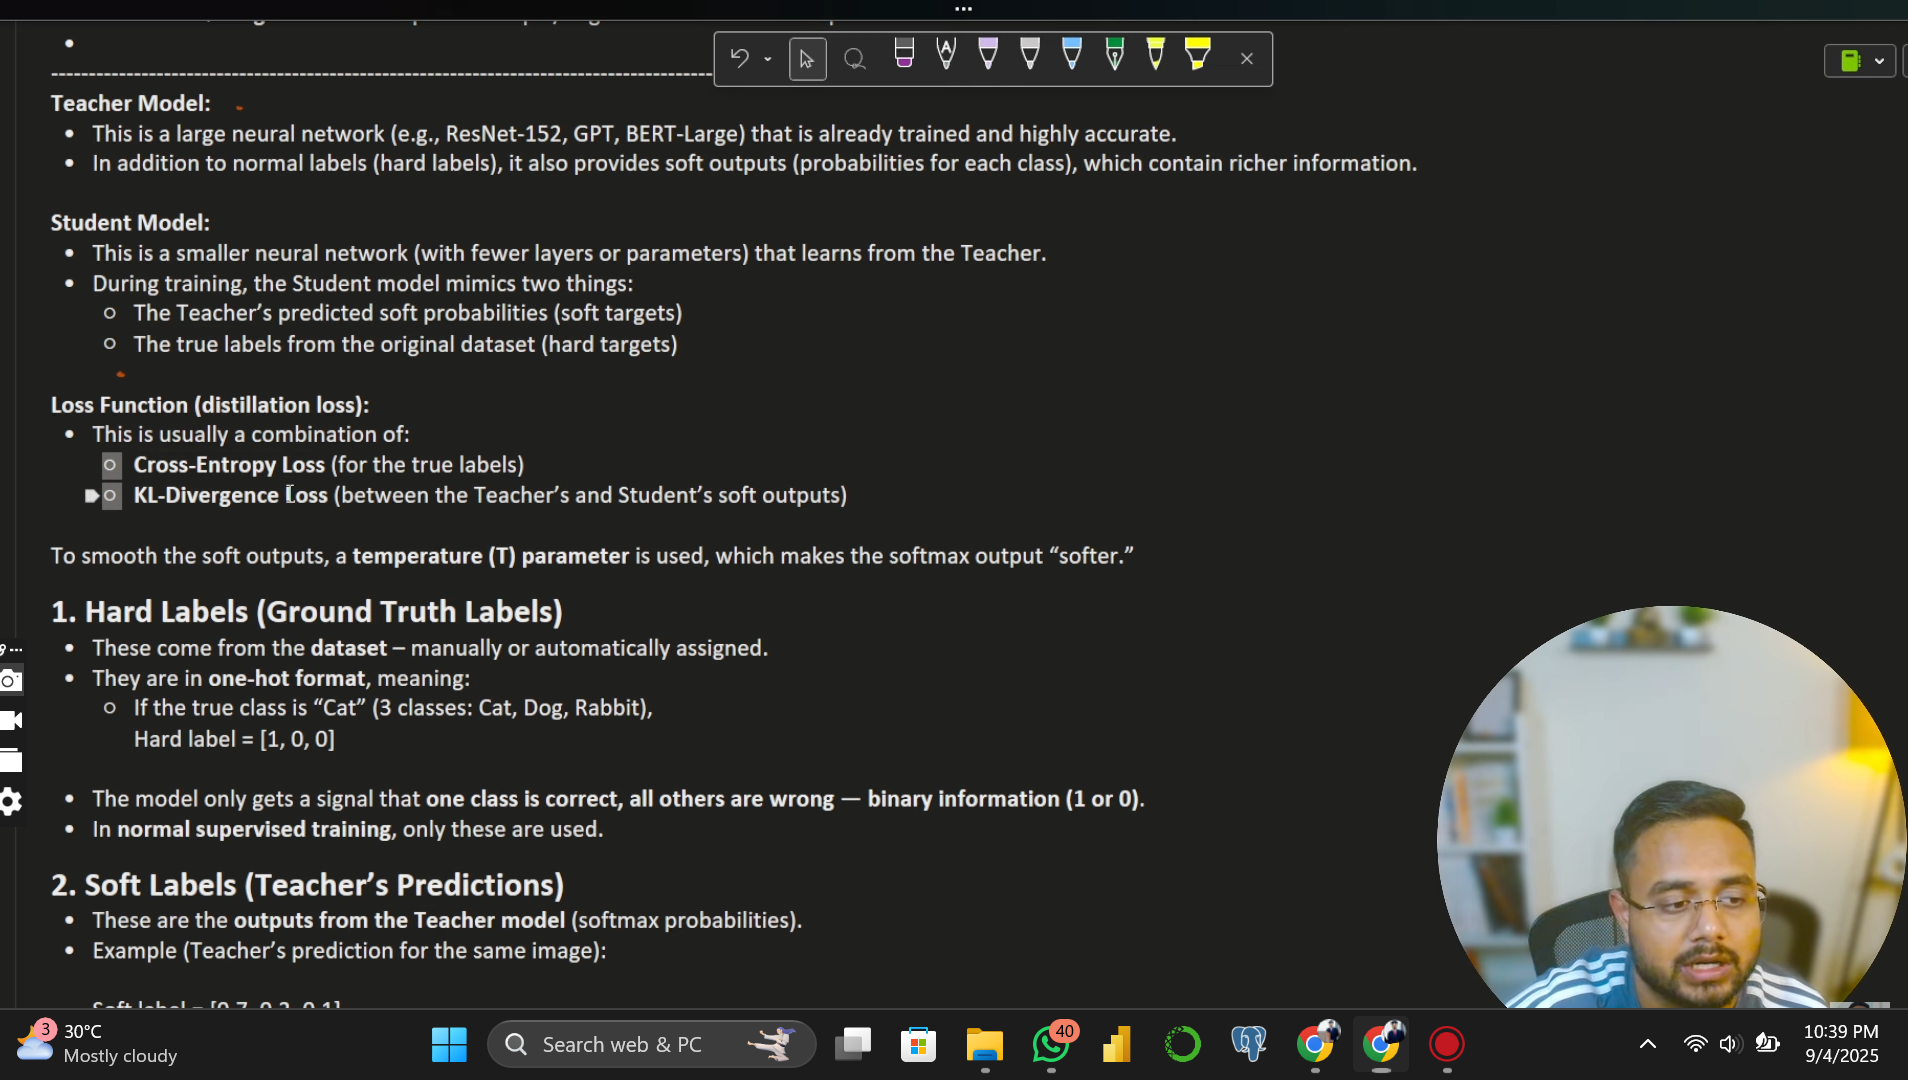 Teacher Model:
• This is a large neural network (e.g., ResNet-152, GPT, BERT-Large) that is already trained and highly accurate.
• In addition to normal labels (hard labels), it also provides soft outputs (probabilities for each class), which contain richer information.
Student Model:
• This is a smaller neural network (with fewer layers or parameters) that learns from the Teacher.
• During training, the Student model mimics two things:
○ The Teacher’s predicted soft probabilities (soft targets)
○ The true labels from the original dataset (hard targets)
Loss Function (distillation loss):
• This is usually a combination of:
○ Cross-Entropy Loss (for the true labels)
○ KL-Divergence Loss (between the Teacher’s and Student’s soft outputs)
To smooth the soft outputs, a temperature (T) parameter is used, which makes the softmax output “softer.”
1. Hard Labels (Ground Truth Labels)
• These come from the dataset – manually or automatically assigned.
• They are in one-hot format, meaning:
○ If the true class is “Cat” (3 classes: Cat, Dog, Rabbit),
Hard label = [1, 0, 0]
• The model only gets a signal that one class is correct, all others are wrong — binary information (1 or 0).
• In normal supervised training, only these are used.
2. Soft Labels (Teacher’s Predictions)
• These are the outputs from the Teacher model (softmax probabilities).
• Example (Teacher’s prediction for the same image):
Soft label = [0.7, 0.2, 0.1]
3
30°C
Mostly cloudy
Search web & PC
40
10:39 PM
9/4/2025